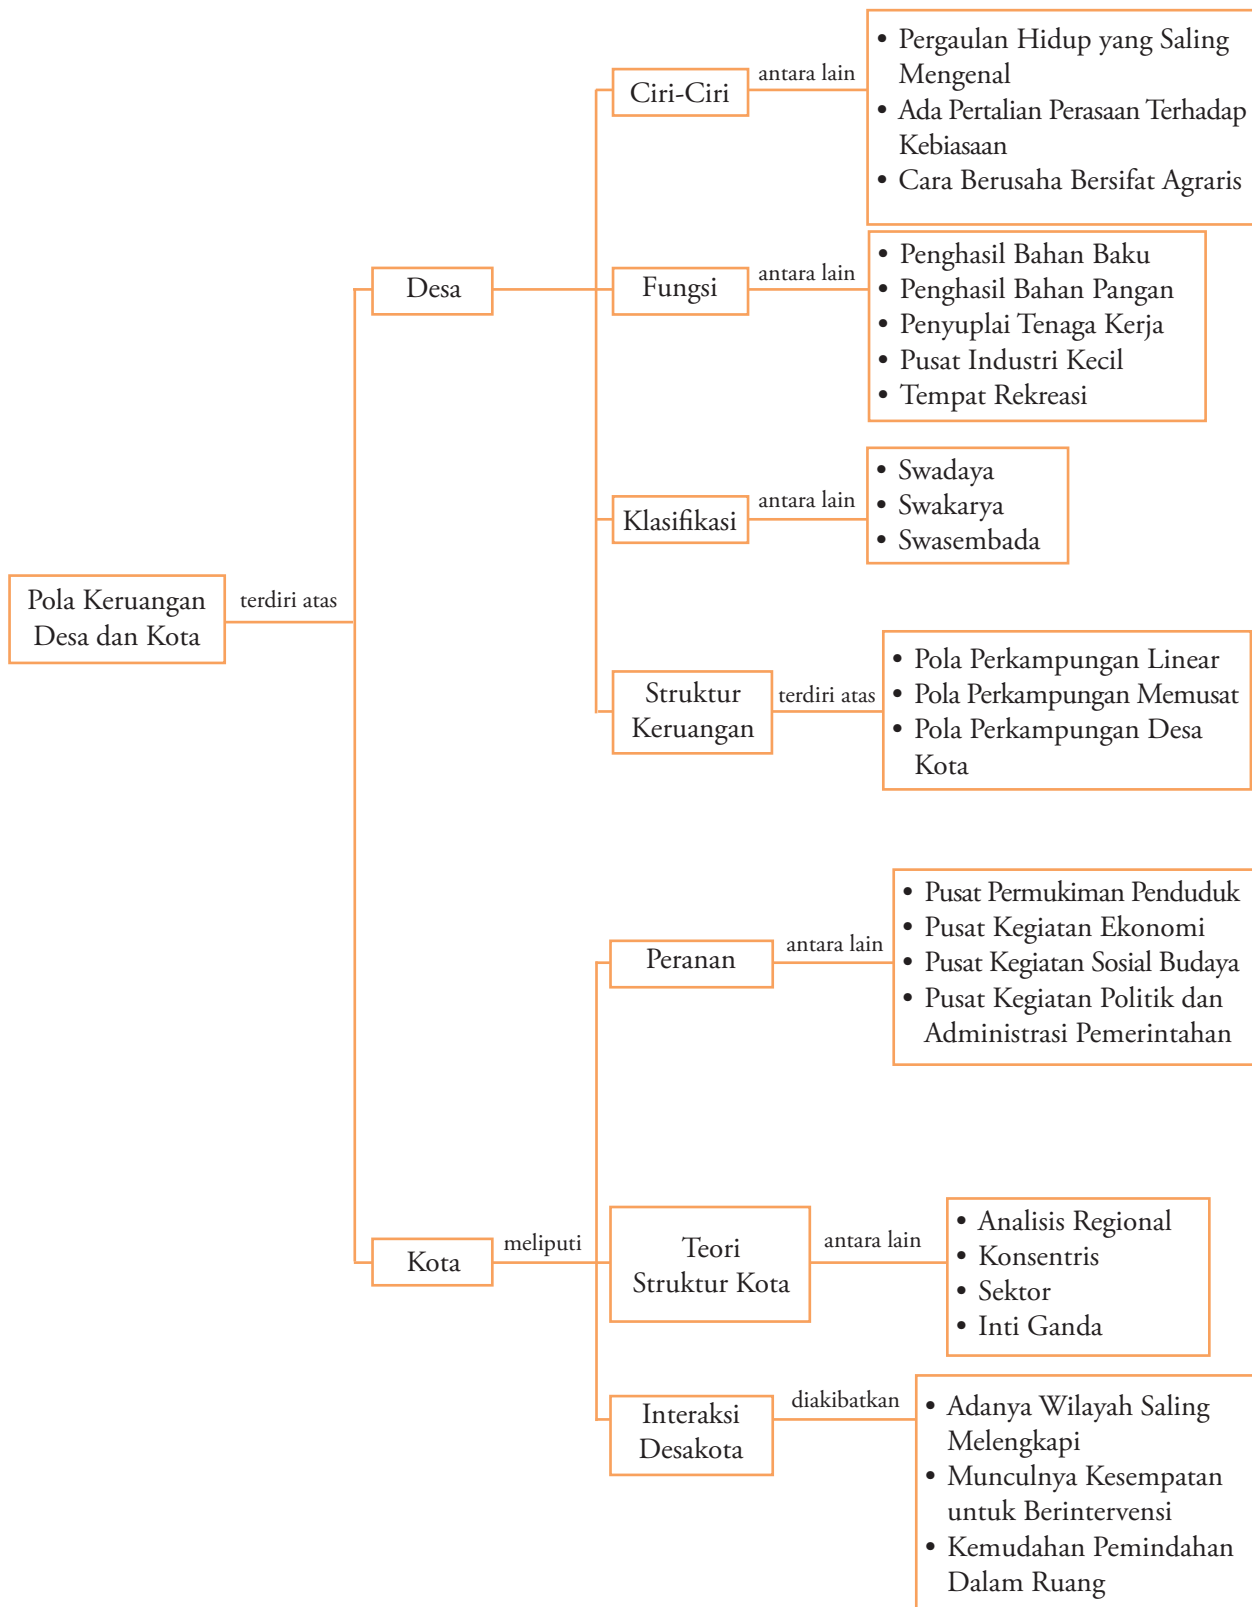 Pola Keruangan
Desa dan Kota
terdiri atas
Desa
Ciri-Ciri
antara lain
• Pergaulan Hidup yang Saling
Mengenal
• Ada Pertalian Perasaan Terhadap
Kebiasaan
• Cara Berusaha Bersifat Agraris
Fungsi
antara lain
• Penghasil Bahan Baku
• Penghasil Bahan Pangan
• Penyuplai Tenaga Kerja
• Pusat Industri Kecil
• Tempat Rekreasi
Klasifikasi
antara lain
• Swadaya
• Swakarya
• Swasembada
Struktur
Keruangan
terdiri atas
• Pola Perkampungan Linear
• Pola Perkampungan Memusat
• Pola Perkampungan Desa
Kota
Kota
meliputi
Peranan
antara lain
• Pusat Permukiman Penduduk
• Pusat Kegiatan Ekonomi
• Pusat Kegiatan Sosial Budaya
• Pusat Kegiatan Politik dan
Administrasi Pemerintahan
Teori
Struktur Kota
antara lain
• Analisis Regional
• Konsentris
• Sektor
• Inti Ganda
Interaksi
Desakota
diakibatkan
• Adanya Wilayah Saling
Melengkapi
• Munculnya Kesempatan
untuk Berintervensi
• Kemudahan Pemindahan
Dalam Ruang